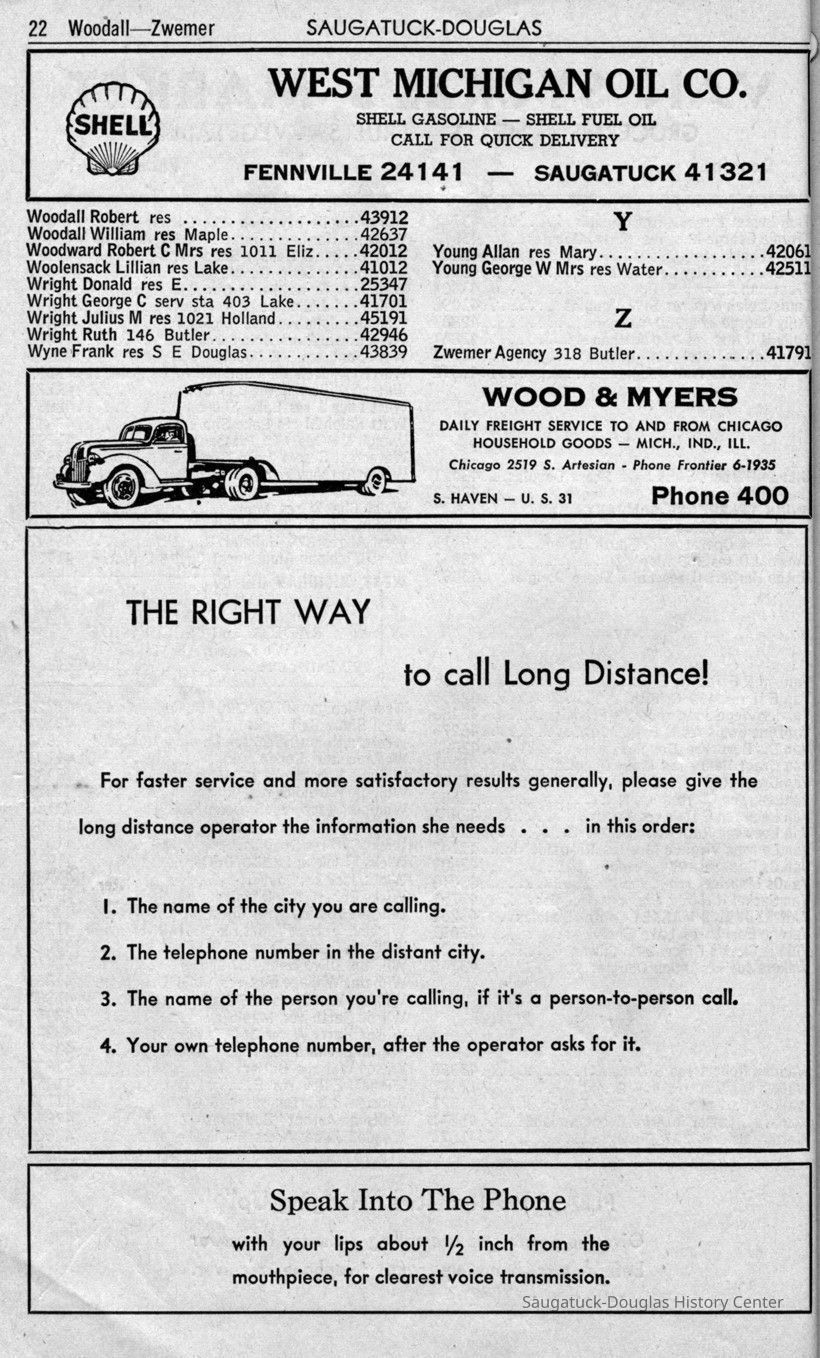 22 Woodall—Zwemer SAUGATUCK-DOUGLAS
SHELL
WEST MICHIGAN OIL CO.
SHELL GASOLINE — SHELL FUEL OIL
CALL FOR QUICK DELIVERY
FENNVILLE 24141 — SAUGATUCK 41321
Woodall Robert res ..................43912
Woodall William res Maple..............42637
Woodward Robert C Mrs res 1011 Eliz.....42012
Woolensack Lillian res Lake..............41012
Wright Donald res E...................25347
Wright George C serv sta 403 Lake.......41701
Wright Julius M res 1021 Holland.........45191
Wright Ruth 146 Butler................42946
Wyne Frank res S E Douglas............43839
Y
Young Allan res Mary..................42061
Young George W Mrs res Water...........42511
Z
Zwemer Agency 318 Butler..............41791
WOOD & MYERS
DAILY FREIGHT SERVICE TO AND FROM CHICAGO
HOUSEHOLD GOODS — MICH., IND., ILL.
Chicago 2519 S. Artesian - Phone Frontier 6-1935
S. HAVEN — U. S. 31 Phone 400
THE RIGHT WAY
to call Long Distance!
For faster service and more satisfactory results generally, please give the
long distance operator the information she needs . . . in this order:
1. The name of the city you are calling.
2. The telephone number in the distant city.
3. The name of the person you're calling, if it's a person-to-person call.
4. Your own telephone number, after the operator asks for it.
Speak Into The Phone
with your lips about ½ inch from the
mouthpiece, for clearest voice transmission.
Saugatuck-Douglas History Center